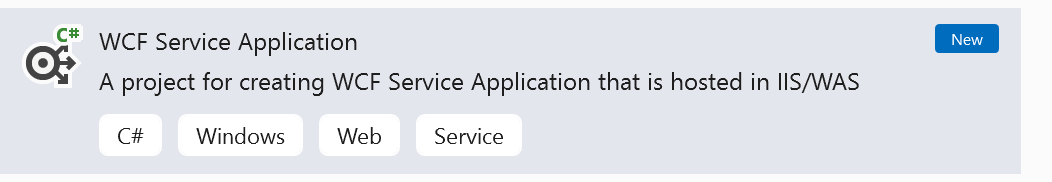 C#
WCF Service Application
New
A project for creating WCF Service Application that is hosted in IIS/WAS
C# Windows Web Service